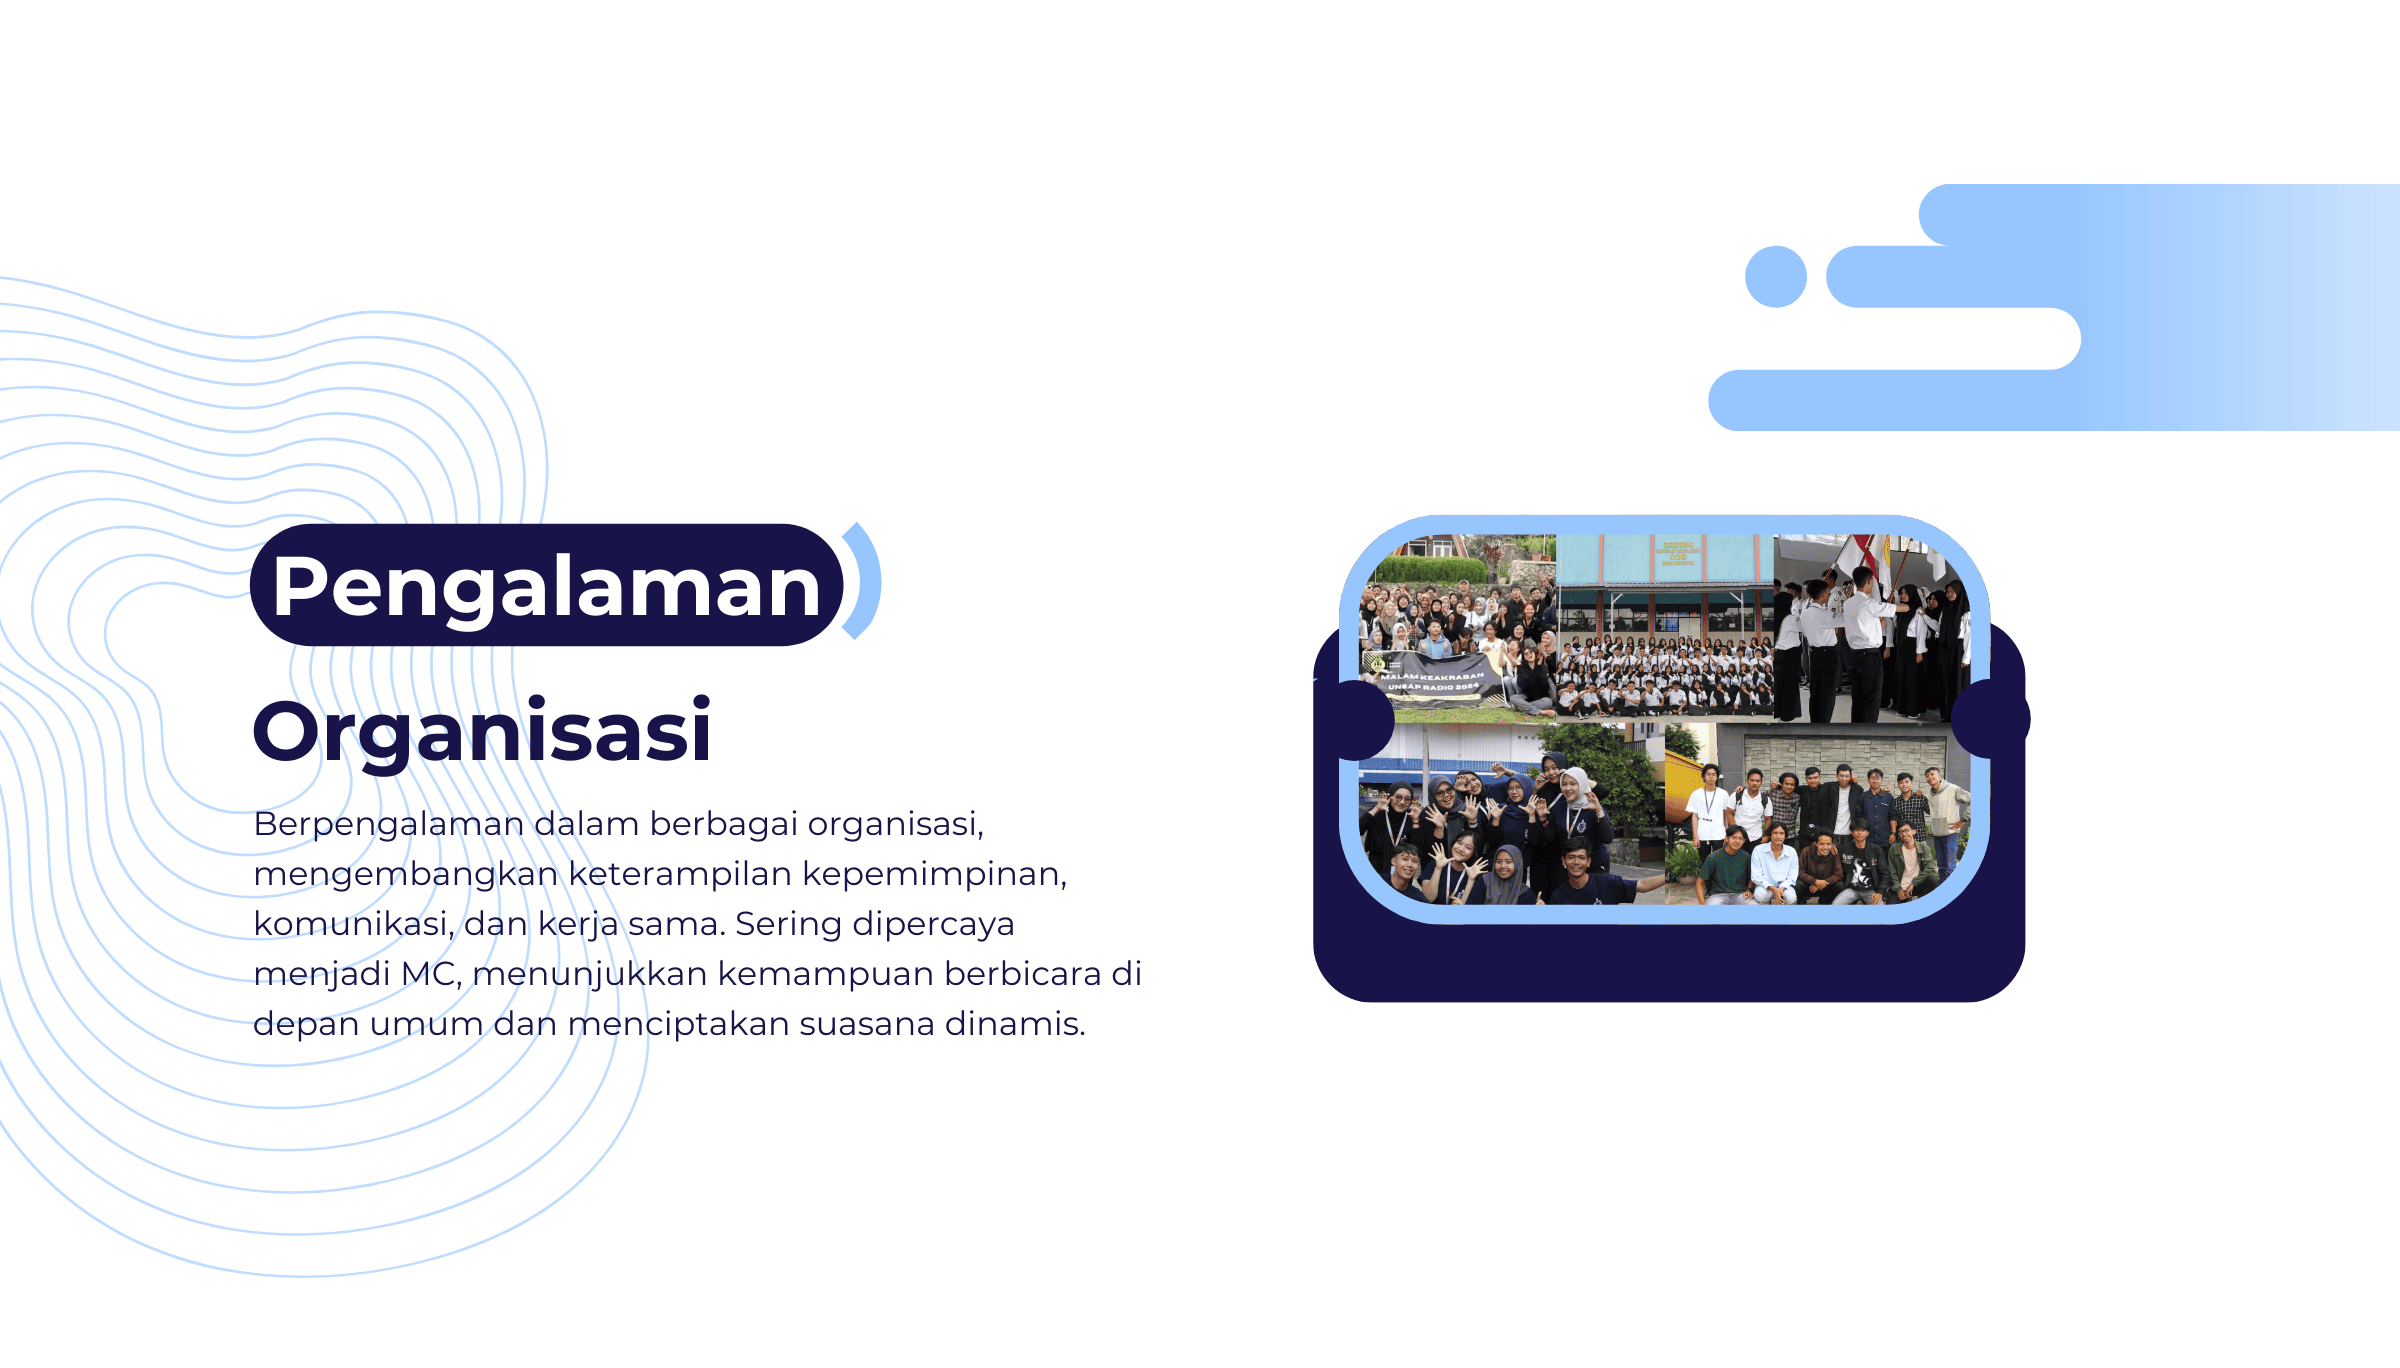 Pengalaman
Organisasi
Berpengalaman dalam berbagai organisasi,
mengembangkan keterampilan kepemimpinan,
komunikasi, dan kerja sama. Sering dipercaya
menjadi MC, menunjukkan kemampuan berbicara di
depan umum dan menciptakan suasana dinamis.
MALAM KEAKRABAN
UNSAP RADIO 2024